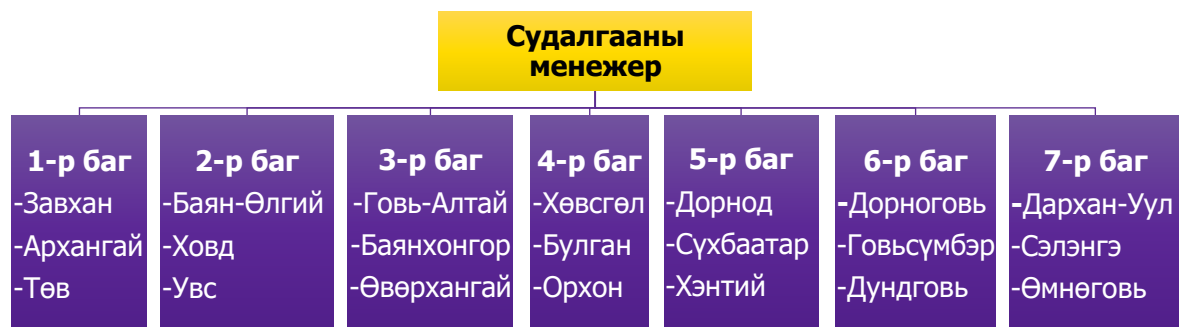 Судалгааны
менежер
1-р баг
-Завхан
-Архангай
-Төв
2-р баг
-Баян-Өлгий
-Ховд
-Увс
3-р баг
-Говь-Алтай
-Баянхонгор
-Өвөрхангай
4-р баг
-Хөвсгөл
-Булган
-Орхон
5-р баг
-Дорнод
-Сүхбаатар
-Хэнтий
6-р баг
-Дорноговь
-Говьсүмбэр
-Дундговь
7-р баг
-Дархан-Уул
-Сэлэнгэ
-Өмнөговь